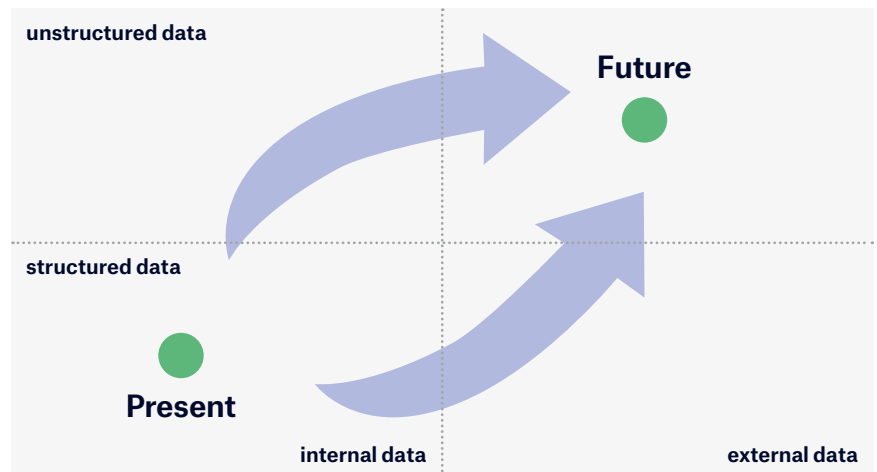 unstructured data
Future
structured data
Present
internal data
external data